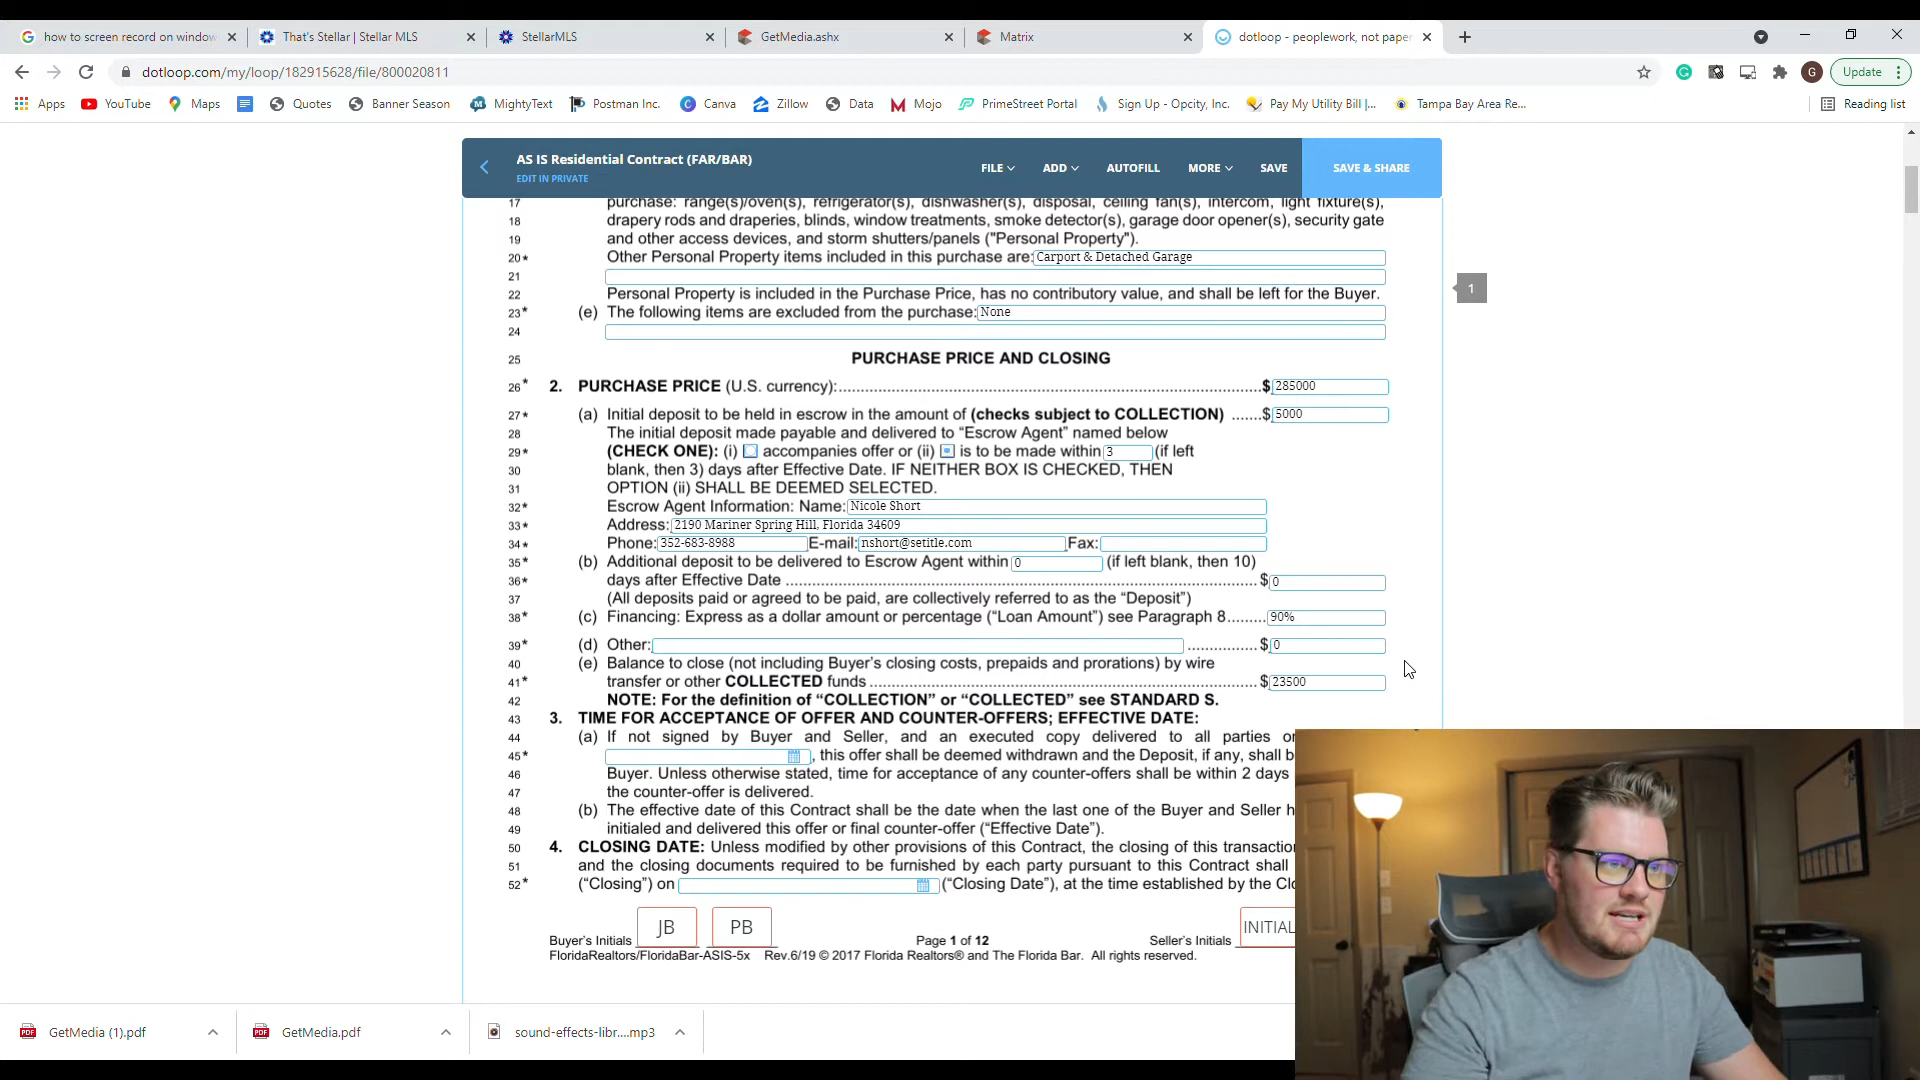 how to screen record on window
That's Stellar | Stellar MLS
StellarMLS
GetMedia.ashx
Matrix
dotloop - peoplework, not paper
dotloop.com/my/loop/182915628/file/800020811
G
Update
Apps
YouTube
Maps
Quotes
Banner Season
MightyText
Postman Inc.
Canva
Zillow
Data
Mojo
PrimeStreet Portal
Sign Up - Opcity, Inc.
Pay My Utility Bill |...
Tampa Bay Area Re...
Reading list
AS IS Residential Contract (FAR/BAR)
EDIT IN PRIVATE
FILE
ADD
AUTOFILL
MORE
SAVE
SAVE & SHARE
1
17 purchase: range(s)/oven(s), refrigerator(s), dishwasher(s), disposal, ceiling fan(s), intercom, light fixture(s),
18 drapery rods and draperies, blinds, window treatments, smoke detector(s), garage door opener(s), security gate
19 and other access devices, and storm shutters/panels ("Personal Property").
20* Other Personal Property items included in this purchase are: Carport & Detached Garage
21
22 Personal Property is included in the Purchase Price, has no contributory value, and shall be left for the Buyer.
23* (e) The following items are excluded from the purchase: None
24
25 PURCHASE PRICE AND CLOSING
26* 2. PURCHASE PRICE (U.S. currency):.......... $ 285000
27* (a) Initial deposit to be held in escrow in the amount of (checks subject to COLLECTION) .......$ 5000
28 The initial deposit made payable and delivered to “Escrow Agent” named below
29* (CHECK ONE): (i) accompanies offer or (ii) is to be made within 3 (if left
30 blank, then 3) days after Effective Date. IF NEITHER BOX IS CHECKED, THEN
31 OPTION (ii) SHALL BE DEEMED SELECTED.
32* Escrow Agent Information: Name: Nicole Short
33* Address: 2190 Mariner Spring Hill, Florida 34609
34* Phone: 352-683-8988 E-mail: nshort@setitle.com Fax:
35* (b) Additional deposit to be delivered to Escrow Agent within 0 (if left blank, then 10)
36* days after Effective Date .......... $ 0
37 (All deposits paid or agreed to be paid, are collectively referred to as the “Deposit”)
38* (c) Financing: Express as a dollar amount or percentage (“Loan Amount”) see Paragraph 8......... 90%
39* (d) Other: ................ $ 0
40 (e) Balance to close (not including Buyer’s closing costs, prepaids and prorations) by wire
41* transfer or other COLLECTED funds .......... $ 23500
42 NOTE: For the definition of “COLLECTION” or “COLLECTED” see STANDARD S.
43 3. TIME FOR ACCEPTANCE OF OFFER AND COUNTER-OFFERS; EFFECTIVE DATE:
44 (a) If not signed by Buyer and Seller, and an executed copy delivered to all parties
45* , this offer shall be deemed withdrawn and the Deposit, if any, shall
46 Buyer. Unless otherwise stated, time for acceptance of any counter-offers shall be within 2 days
47 the counter-offer is delivered.
48 (b) The effective date of this Contract shall be the date when the last one of the Buyer and Seller
49 initialed and delivered this offer or final counter-offer (“Effective Date”).
50 4. CLOSING DATE: Unless modified by other provisions of this Contract, the closing of this
51 and the closing documents required to be furnished by each party pursuant to this Contract shall
52* (“Closing”) on (“Closing Date”), at the time established by the
Buyer’s Initials JB PB Page 1 of 12 Seller’s Initials INITIAL
FloridaRealtors/FloridaBar-ASIS-5x Rev.6/19 © 2017 Florida Realtors® and The Florida Bar. All rights reserved.
GetMedia (1).pdf
GetMedia.pdf
sound-effects-libr....mp3